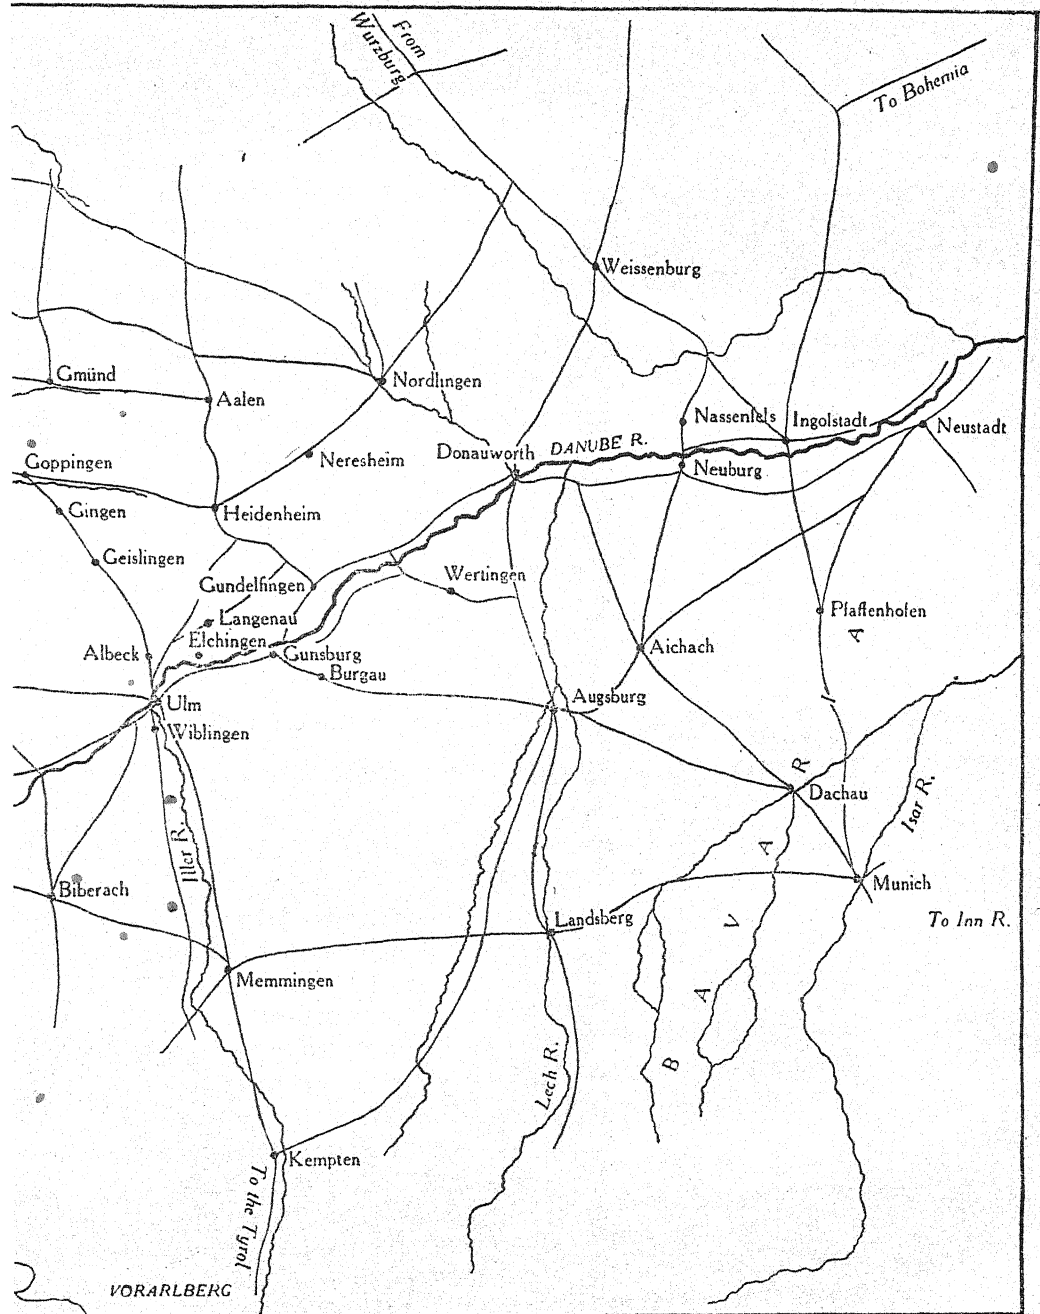 From
Wurzburg
To Bohemia
Weissenburg
Gmünd
Nordlingen
Aalen
Nassenfels
Ingolstadt
Neustadt
DANUBE R.
Donauworth
Neresheim
Goppingen
Neuburg
Gingen
Heidenheim
Geislingen
Wertingen
Gundelfingen
Langenau
Pfaffenhofen
Elchingen
Albeck
Gunsburg
Aichach
Burgau
Augsburg
Ulm
Wiblingen
Dachau
Isar R.
Iller R.
Biberach
Munich
Landsberg
To Inn R.
Memmingen
BAVARIA
Lech R.
Kempten
To the Tyrol
VORARLBERG